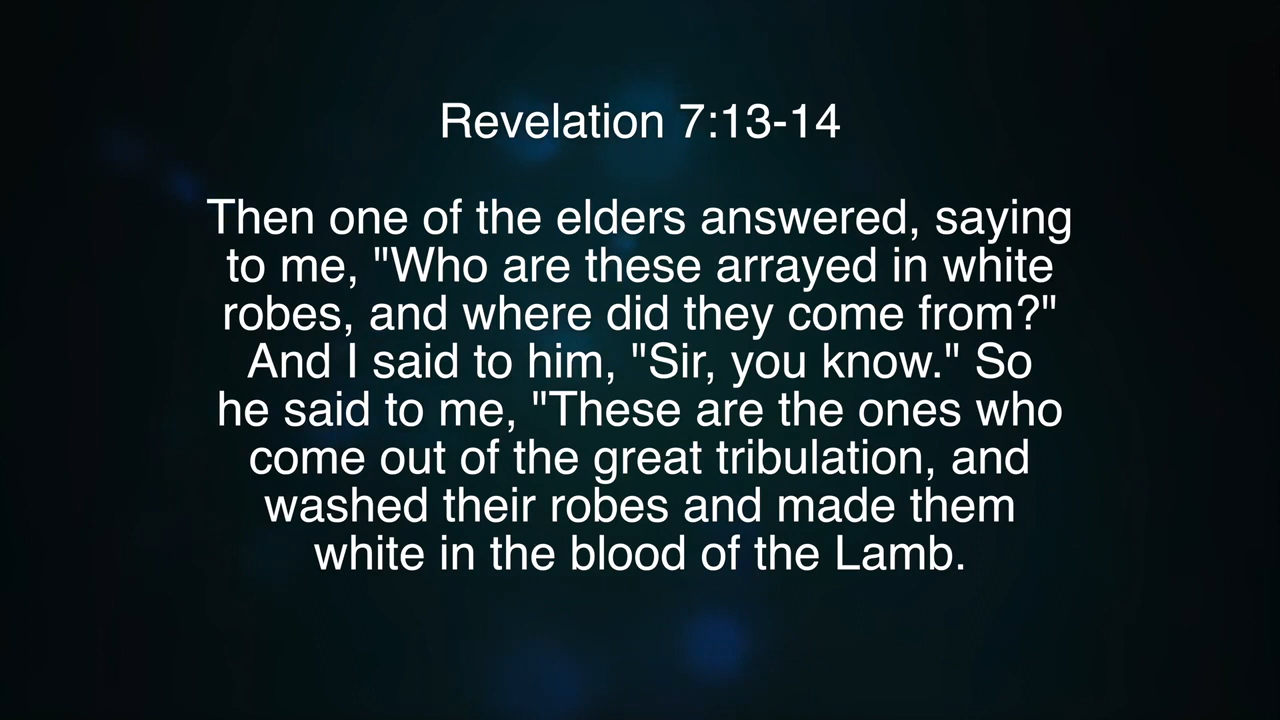 Revelation 7:13-14
Then one of the elders answered, saying
to me, "Who are these arrayed in white
robes, and where did they come from?"
And I said to him, "Sir, you know." So
he said to me, "These are the ones who
come out of the great tribulation, and
washed their robes and made them
white in the blood of the Lamb.